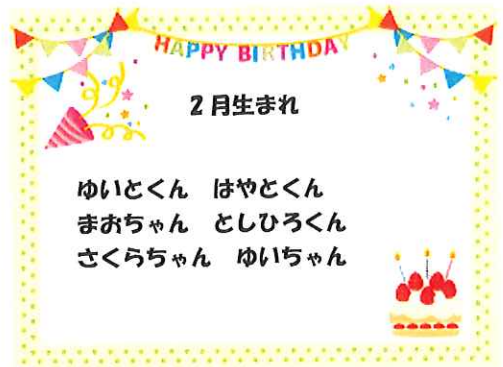 HAPPY BIRTHDAY
2月生まれ
ゆいとくん　はやとくん
まおちゃん　としひろくん
さくらちゃん　ゆいちゃん